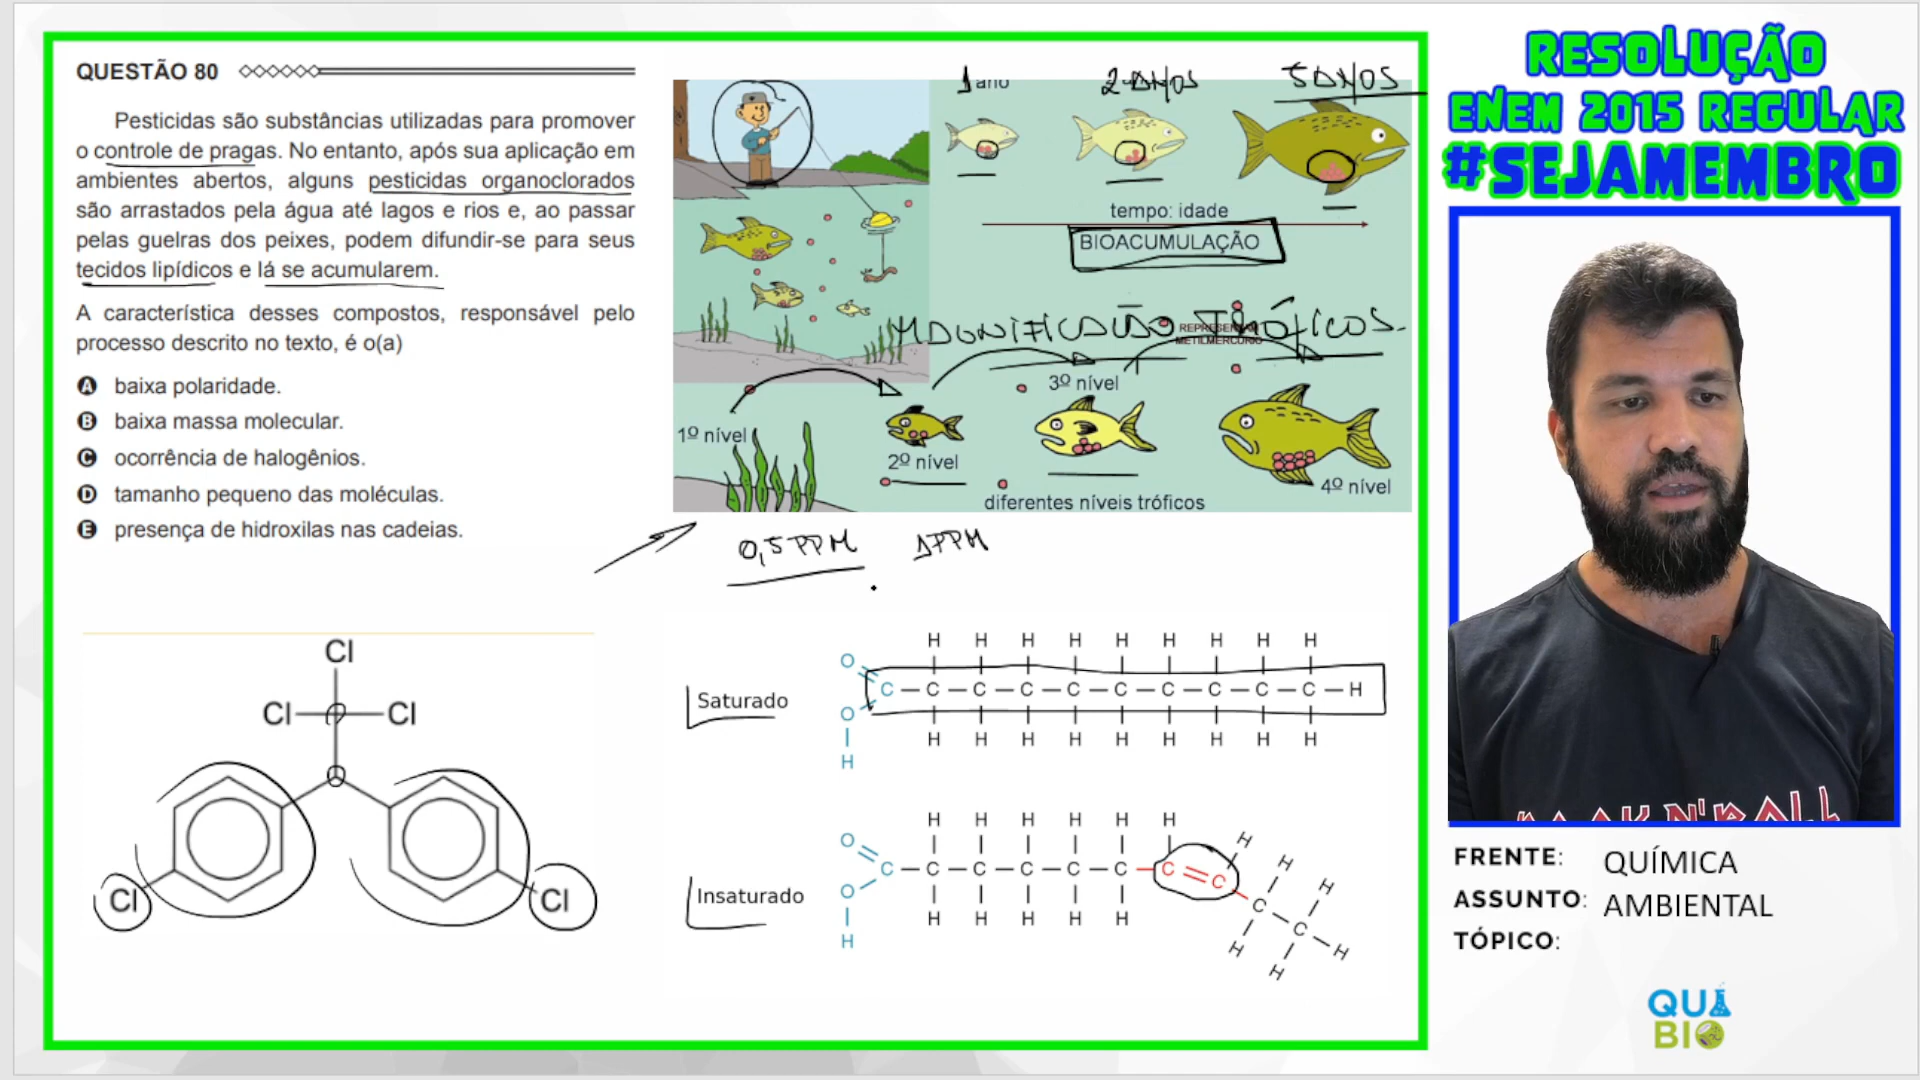 QUESTÃO 80
Pesticidas são substâncias utilizadas para promover
o controle de pragas. No entanto, após sua aplicação em
ambientes abertos, alguns pesticidas organoclorados
são arrastados pela água até lagos e rios e, ao passar
pelas guelras dos peixes, podem difundir-se para seus
tecidos lipídicos e lá se acumularem.
A característica desses compostos, responsável pelo
processo descrito no texto, é o(a)
A baixa polaridade.
B baixa massa molecular.
C ocorrência de halogênios.
D tamanho pequeno das moléculas.
E presença de hidroxilas nas cadeias.
1 ano 2 ANOS 5 ANOS
tempo: idade
BIOACUMULAÇÃO
TRÓFICOS.
REPRESENTAM
METILMERCÚRIO
1º nível
2º nível
3º nível
4º nível
diferentes níveis tróficos
0,5 PPM 1PPM
Cl
Cl Cl
Cl Cl
Saturado
H H H H H H H H H
O
C — C — C — C — C — C — C — C — C — C — H
O
H H H H H H H H H
H
Insaturado
H H H H H H
O H
C — C — C — C — C — C — C = C H
O C H
H H H H H C H
H H H
RESOLUÇÃO
ENEM 2015 REGULAR
#SEJAMEMBRO
ROCK N' ROLL
FRENTE: QUÍMICA
ASSUNTO: AMBIENTAL
TÓPICO:
QUI
BIO